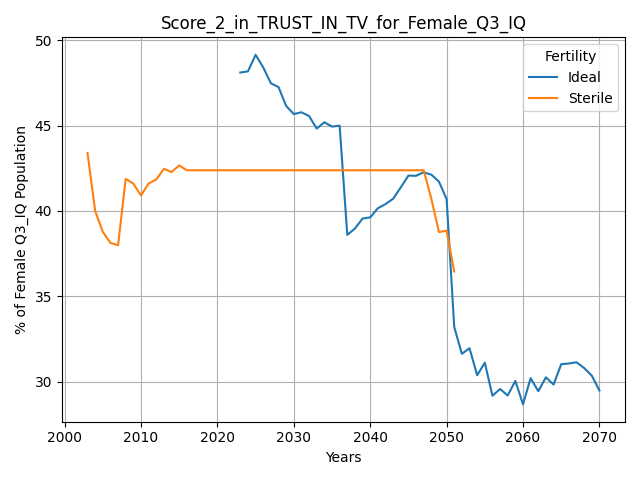 Score_2_in_TRUST_IN_TV_for_Female_Q3_IQ
Fertility
Ideal
Sterile
% of Female Q3_IQ Population
50
45
40
35
30
2000 2010 2020 2030 2040 2050 2060 2070
Years